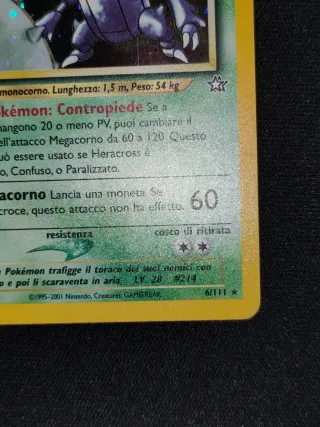 monocorno. Lunghezza: 1,5 m, Peso: 54 kg
okémon: Contropiede Se a
mangono 20 o meno PV, puoi cambiare il
ell'attacco Megacorno da 60 a 120. Questo
può essere usato se Heracross è
o, Confuso, o Paralizzato.
acorno Lancia una moneta. Se
croce, questo attacco non ha effetto. 60
resistenza costo di ritirata
e Pokémon trafigge il torace dei suoi nemici con
o e poi li scaraventa in aria. LV. 28 #214
©1995-2001 Nintendo, Creatures, GAMEFREAK.
6/111 ★